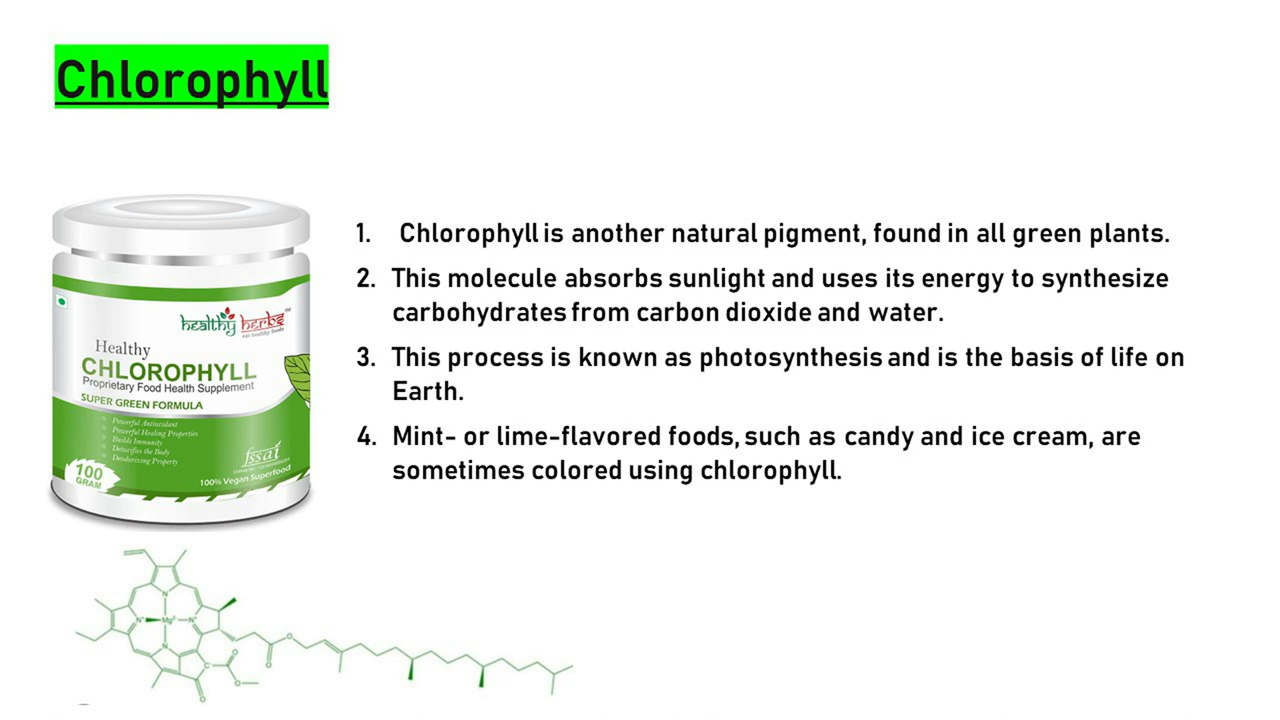 Chlorophyll
1. Chlorophyll is another natural pigment, found in all green plants.
2. This molecule absorbs sunlight and uses its energy to synthesize
carbohydrates from carbon dioxide and water.
3. This process is known as photosynthesis and is the basis of life on
Earth.
4. Mint- or lime-flavored foods, such as candy and ice cream, are
sometimes colored using chlorophyll.
healthy herbs
eat healthy foods
Healthy
CHLOROPHYLL
Proprietary Food Health Supplement
SUPER GREEN FORMULA
Powerful Antioxidant
Powerful Healing Properties
Builds Immunity
Detoxifies the Body
Deodorizing Property
fssai
100
GRAM
100% Vegan Superfood
N
N
Mg
N
N
O
O
O
O
O